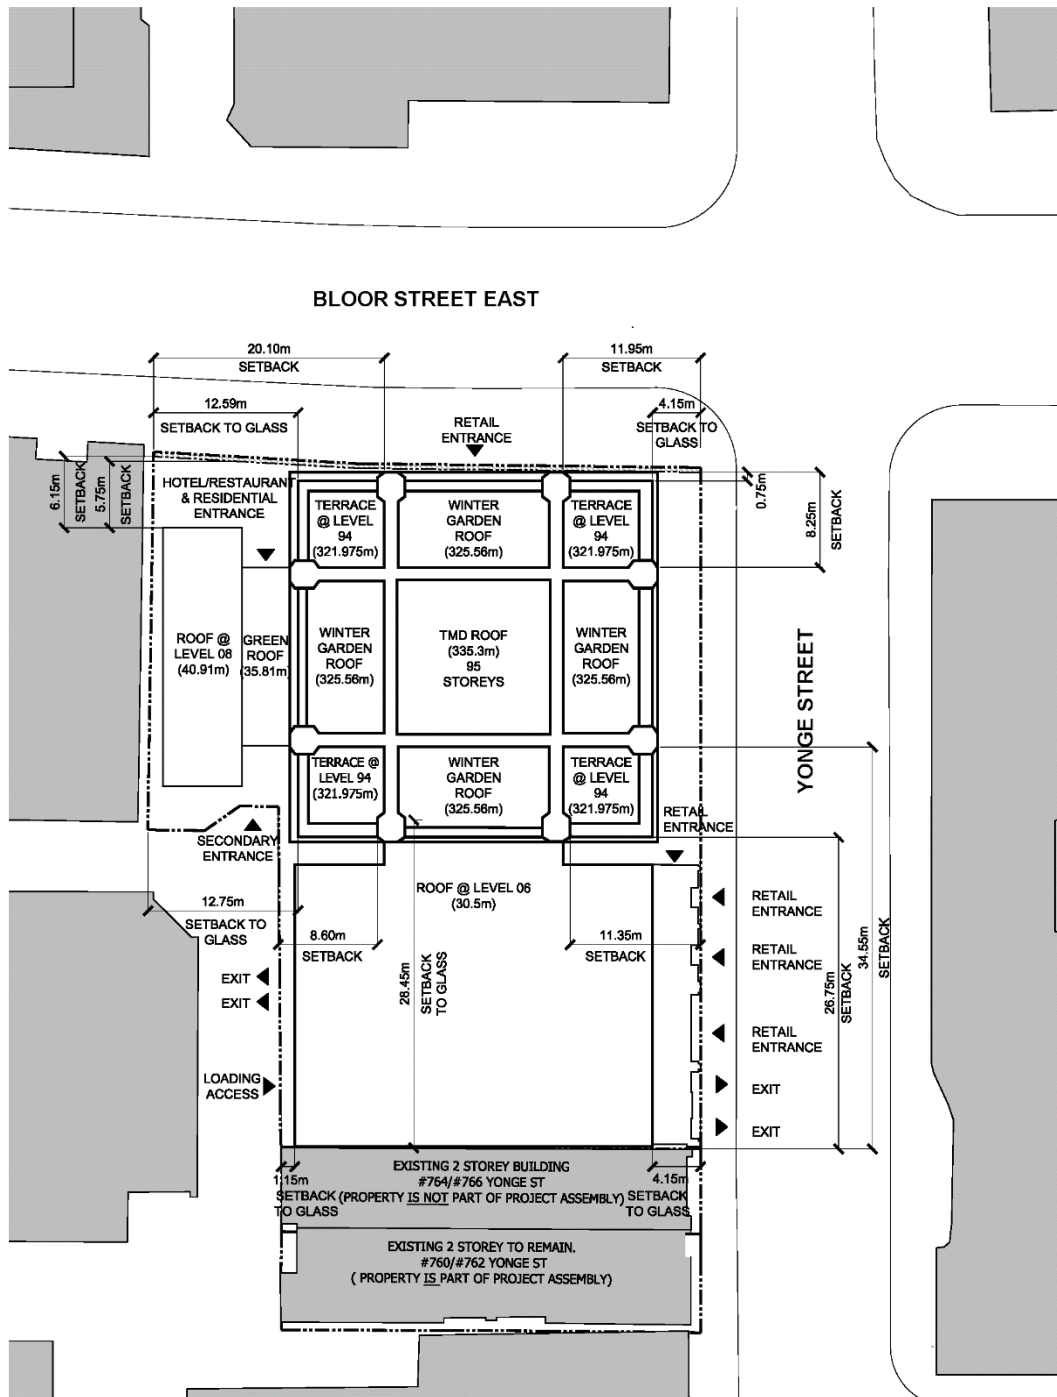 BLOOR STREET EAST
20.10m
SETBACK
11.95m
SETBACK
12.59m
SETBACK TO GLASS
4.15m
SETBACK TO
GLASS
RETAIL
ENTRANCE
6.15m
SETBACK
5.75m
SETBACK
HOTEL/RESTAURANT
& RESIDENTIAL
ENTRANCE
0.75m
8.25m
SETBACK
TERRACE
@ LEVEL
94
(321.975m)
WINTER
GARDEN
ROOF
(325.56m)
TERRACE
@ LEVEL
94
(321.975m)
ROOF @
LEVEL 08
(40.91m)
GREEN
ROOF
(35.81m)
WINTER
GARDEN
ROOF
(325.56m)
TMD ROOF
(335.3m)
95
STOREYS
WINTER
GARDEN
ROOF
(325.56m)
YONGE STREET
TERRACE @
LEVEL 94
(321.975m)
WINTER
GARDEN
ROOF
(325.56m)
TERRACE
@ LEVEL
94
(321.975m)
RETAIL
ENTRANCE
SECONDARY
ENTRANCE
ROOF @ LEVEL 06
(30.5m)
12.75m
SETBACK TO
GLASS
8.60m
SETBACK
28.45m
SETBACK
TO GLASS
11.35m
SETBACK
RETAIL
ENTRANCE
RETAIL
ENTRANCE
RETAIL
ENTRANCE
26.75m
SETBACK
34.55m
SETBACK
EXIT
EXIT
LOADING
ACCESS
EXIT
EXIT
1.15m
SETBACK
TO GLASS
EXISTING 2 STOREY BUILDING
#764/#766 YONGE ST
(PROPERTY IS NOT PART OF PROJECT ASSEMBLY)
4.15m
SETBACK
TO GLASS
EXISTING 2 STOREY TO REMAIN.
#760/#762 YONGE ST
( PROPERTY IS PART OF PROJECT ASSEMBLY)